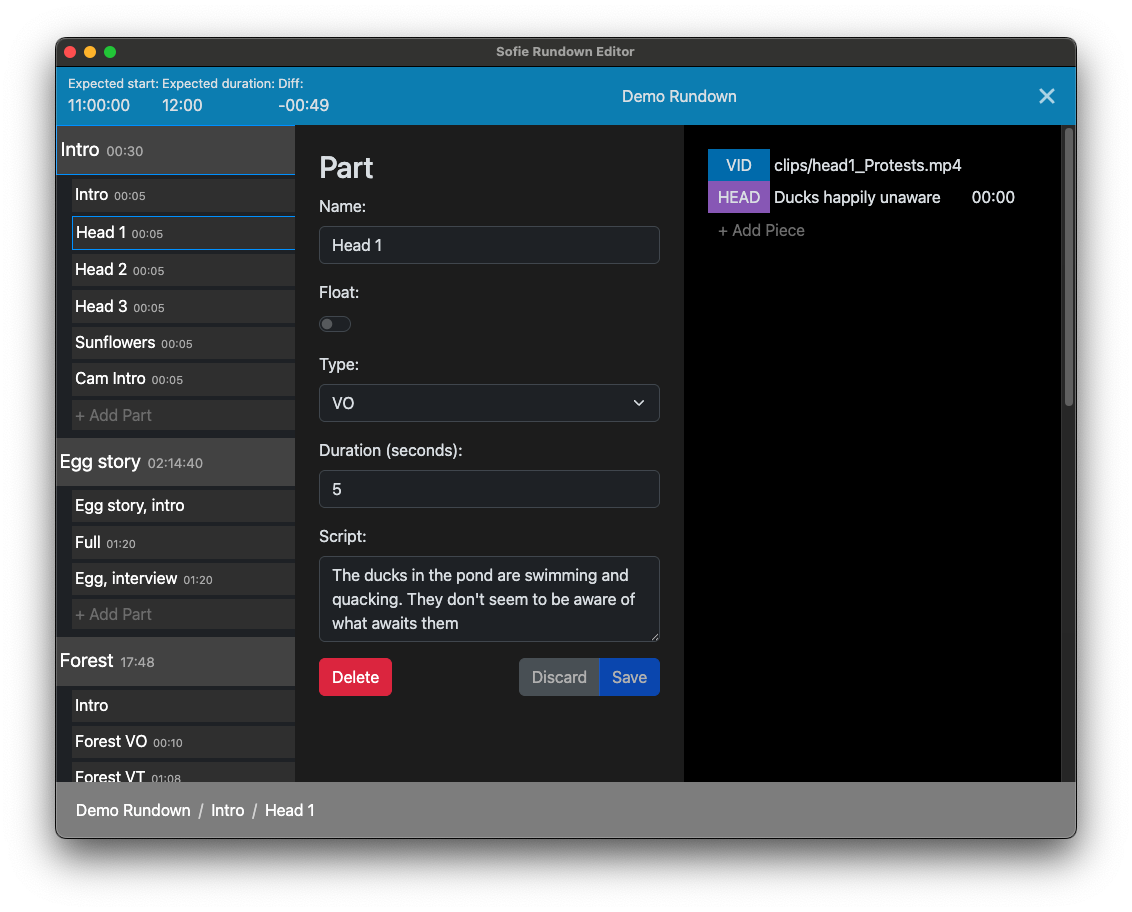 Sofie Rundown Editor
Expected start: Expected duration: Diff:
11:00:00 12:00 -00:49
Demo Rundown
Intro 00:30
Intro 00:05
Head 1 00:05
Head 2 00:05
Head 3 00:05
Sunflowers 00:05
Cam Intro 00:05
+ Add Part
Egg story 02:14:40
Egg story, intro
Full 01:20
Egg, interview 01:20
+ Add Part
Forest 17:48
Intro
Forest VO 00:10
Forest VT 01:08
Part
Name:
Head 1
Float:
Type:
VO
Duration (seconds):
5
Script:
The ducks in the pond are swimming and
quacking. They don't seem to be aware of
what awaits them
Delete
Discard Save
VID clips/head1_Protests.mp4
HEAD Ducks happily unaware 00:00
+ Add Piece
Demo Rundown / Intro / Head 1